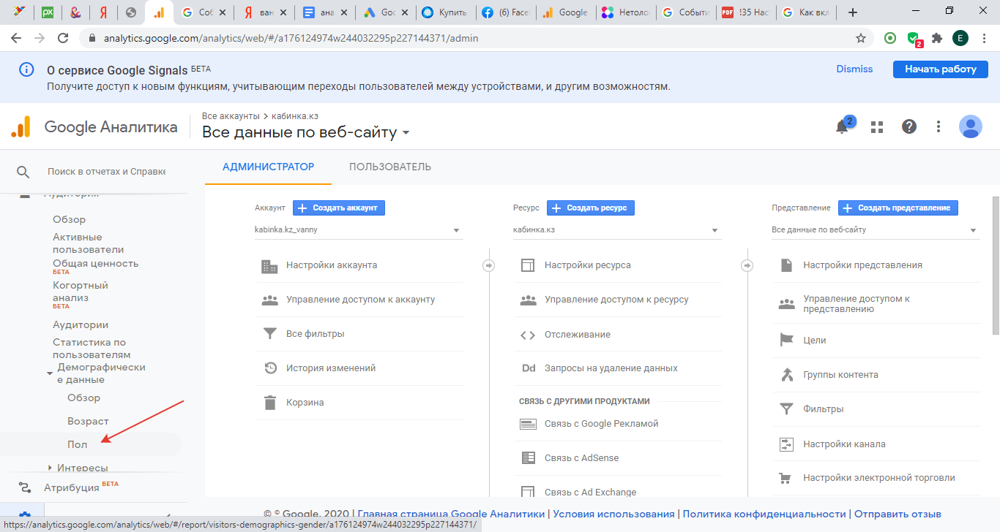 Соб
ван
ана
Goo
Купить
(6) Face
Google
Нетоло
Событи
!35 Нас
Как вкл
analytics.google.com/analytics/web/#/a176124974w244032295p227144371/admin
2
E
О сервисе Google Signals БЕТА
Получите доступ к новым функциям, учитывающим переходы пользователей между устройствами, и другим возможностям.
Dismiss
Начать работу
Google Аналитика
Все аккаунты > кабинка.кз
Все данные по веб-сайту
2
Поиск в отчетах и Справке
АДМИНИСТРАТОР
ПОЛЬЗОВАТЕЛЬ
Аудитория
Обзор
Активные
пользователи
Общая ценность
БЕТА
Когортный
анализ
БЕТА
Аудитории
Статистика по
пользователям
Демографически
е данные
Обзор
Возраст
Пол
Интересы
Атрибуция БЕТА
Аккаунт
Создать аккаунт
kabinka.kz_vanny
Настройки аккаунта
Управление доступом к аккаунту
Все фильтры
История изменений
Корзина
Ресурс
Создать ресурс
кабинка.кз
Настройки ресурса
Управление доступом к ресурсу
Отслеживание
Dd Запросы на удаление данных
СВЯЗЬ С ДРУГИМИ ПРОДУКТАМИ
Связь с Google Рекламой
Связь с AdSense
Связь с Ad Exchange
Представление
Создать представление
Все данные по веб-сайту
Настройки представления
Управление доступом к
представлению
Цели
Группы контента
Фильтры
Настройки канала
Настройки электронной торговли
© Google, 2020 | Главная страница Google Аналитики | Условия использования | Политика конфиденциальности | Отправить отзыв
https://analytics.google.com/analytics/web/#/report/visitors-demographics-gender/a176124974w244032295p227144371/